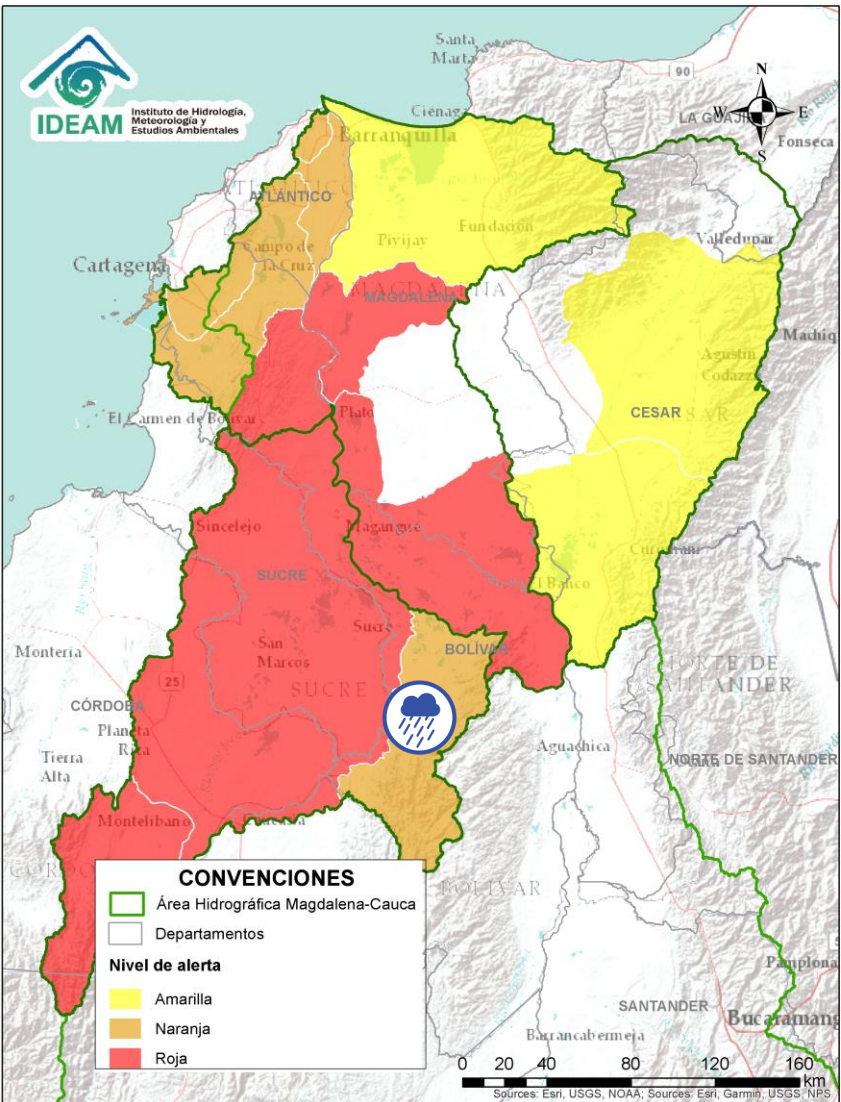 IDEAM
Instituto de Hidrología,
Meteorología y
Estudios Ambientales
N
W
E
S
Santa
Marta
90
Ciénaga
LA GUAJIRA
Fonseca
Barranquilla
ATLÁNTICO
ATLÁNTICO
Valledupar
Cartagena
Campo de
la Cruz
Pivijay
Fundación
MAGDALENA
MAGDALENA
Agustín
Codazzi
El Carmen de Bolívar
Plato
CESAR
CESAR
Sincelejo
Magangué
SUCRE
El Banco
Sucre
San
Marcos
SUCRE
BOLÍVAR
Montería
25
CÓRDOBA
Planeta
Rica
Tierra
Alta
Aguachica
NORTE DE
SANTANDER
NORTE DE SANTANDER
Montelíbano
BOLÍVAR
Pamplona
SANTANDER
Bucaramang
Barrancabermeja
CONVENCIONES
Área Hidrográfica Magdalena-Cauca
Departamentos
Nivel de alerta
Amarilla
Naranja
Roja
0 20 40 80 120 160
km
Sources: Esri, USGS, NOAA; Sources: Esri, Garmin, USGS, NPS